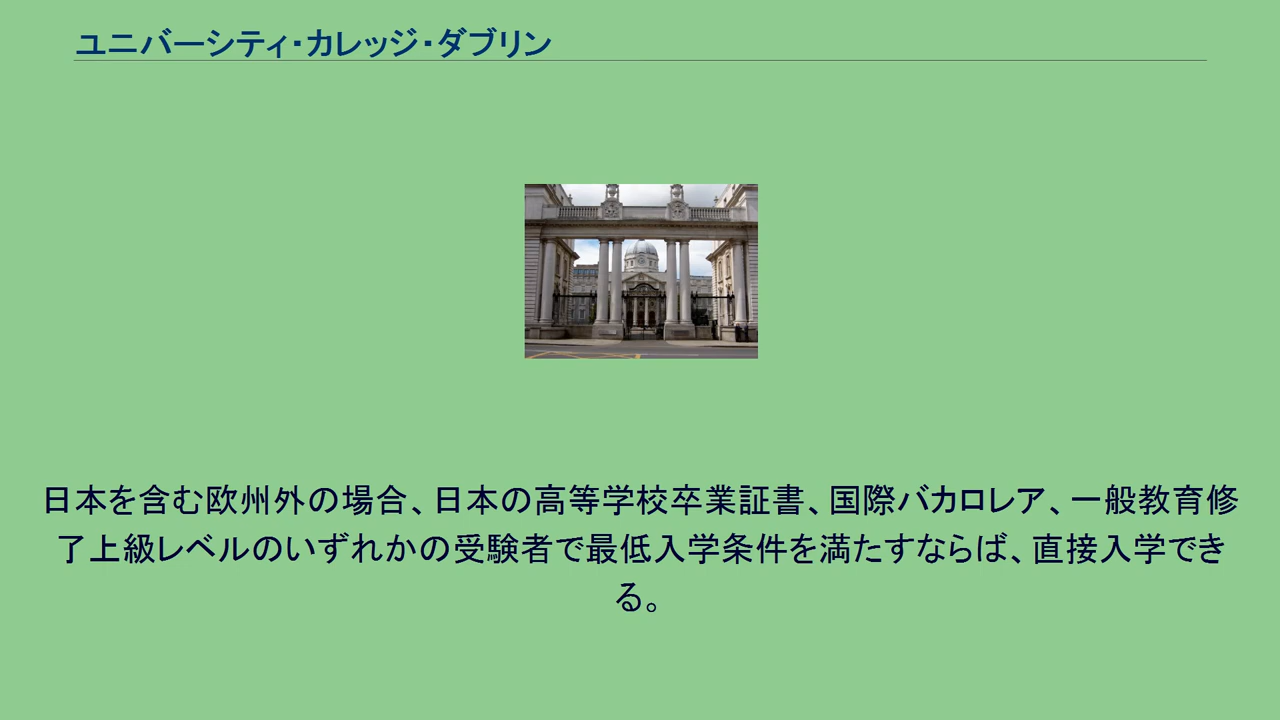 ユニバーシティ・カレッジ・ダブリン
日本を含む欧州外の場合、日本の高等学校卒業証書、国際バカロレア、一般教育修
了上級レベルのいずれかの受験者で最低入学条件を満たすならば、直接入学でき
る。